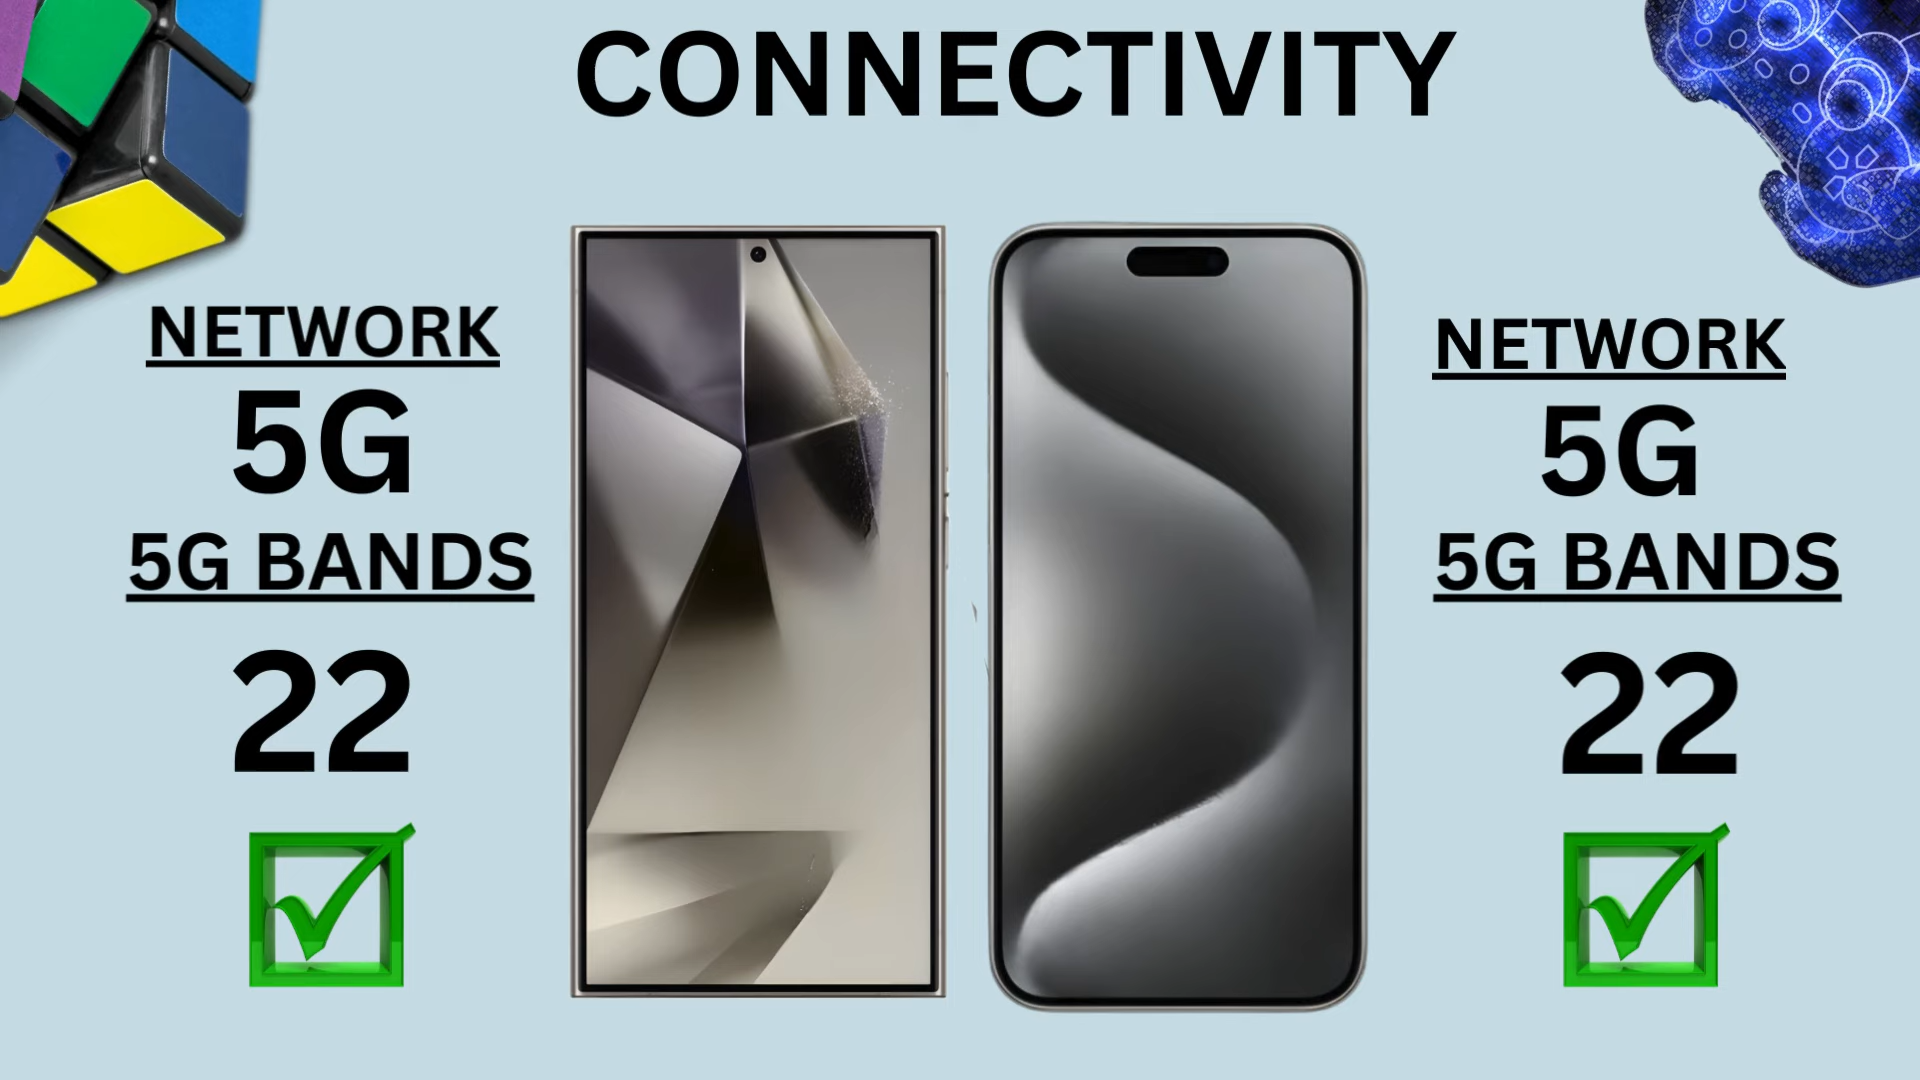 CONNECTIVITY
NETWORK
5G
5G BANDS
22
NETWORK
5G
5G BANDS
22